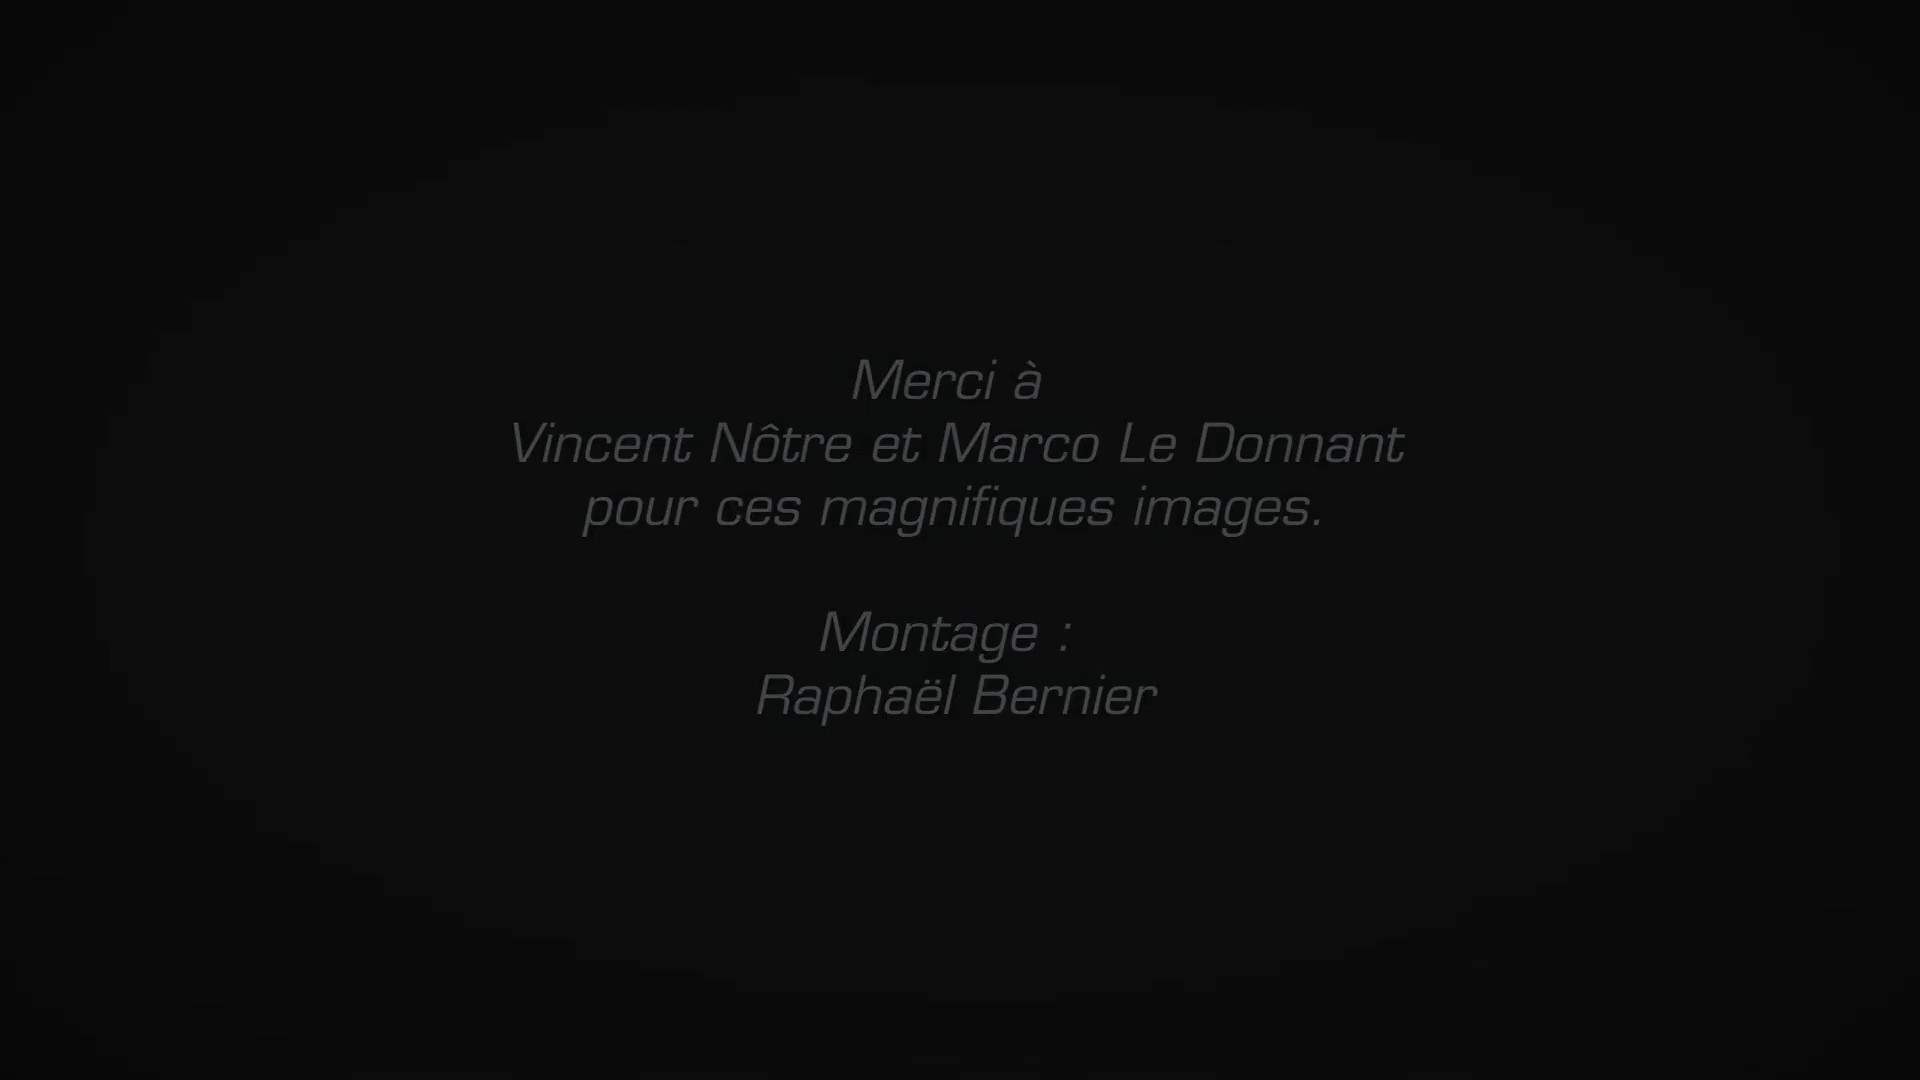 Merci à
Vincent Nôtre et Marco Le Donnant
pour ces magnifiques images.
Montage :
Raphaël Bernier